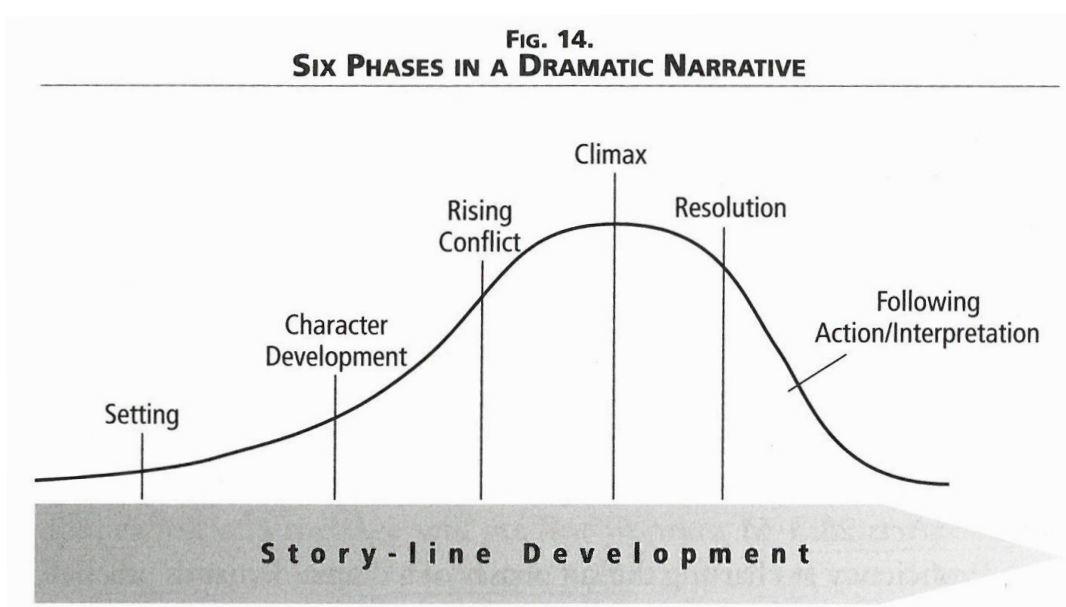 FIG. 14.
SIX PHASES IN A DRAMATIC NARRATIVE
Climax
Rising
Conflict
Resolution
Character
Development
Following
Action/Interpretation
Setting
Story-line Development